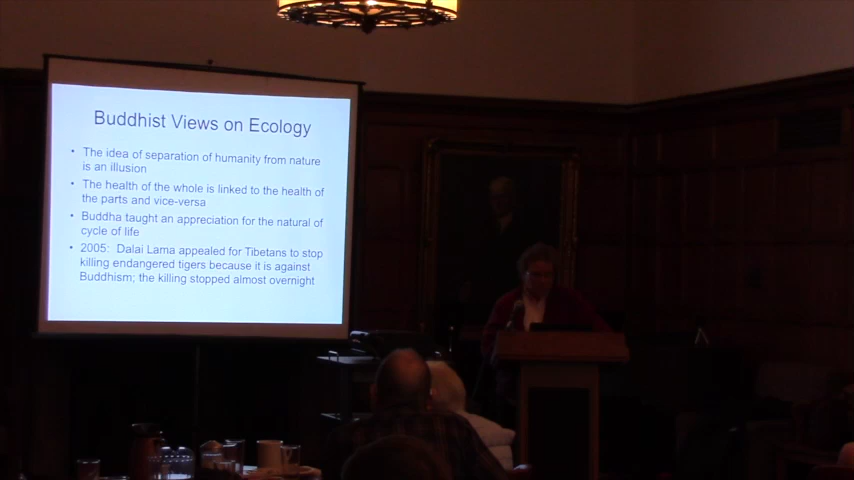 Buddhist Views on Ecology
• The idea of separation of humanity from nature
is an illusion
• The health of the whole is linked to the health of
the parts and vice-versa
• Buddha taught an appreciation for the natural of
cycle of life
• 2005: Dalai Lama appealed for Tibetans to stop
killing endangered tigers because it is against
Buddhism; the killing stopped almost overnight